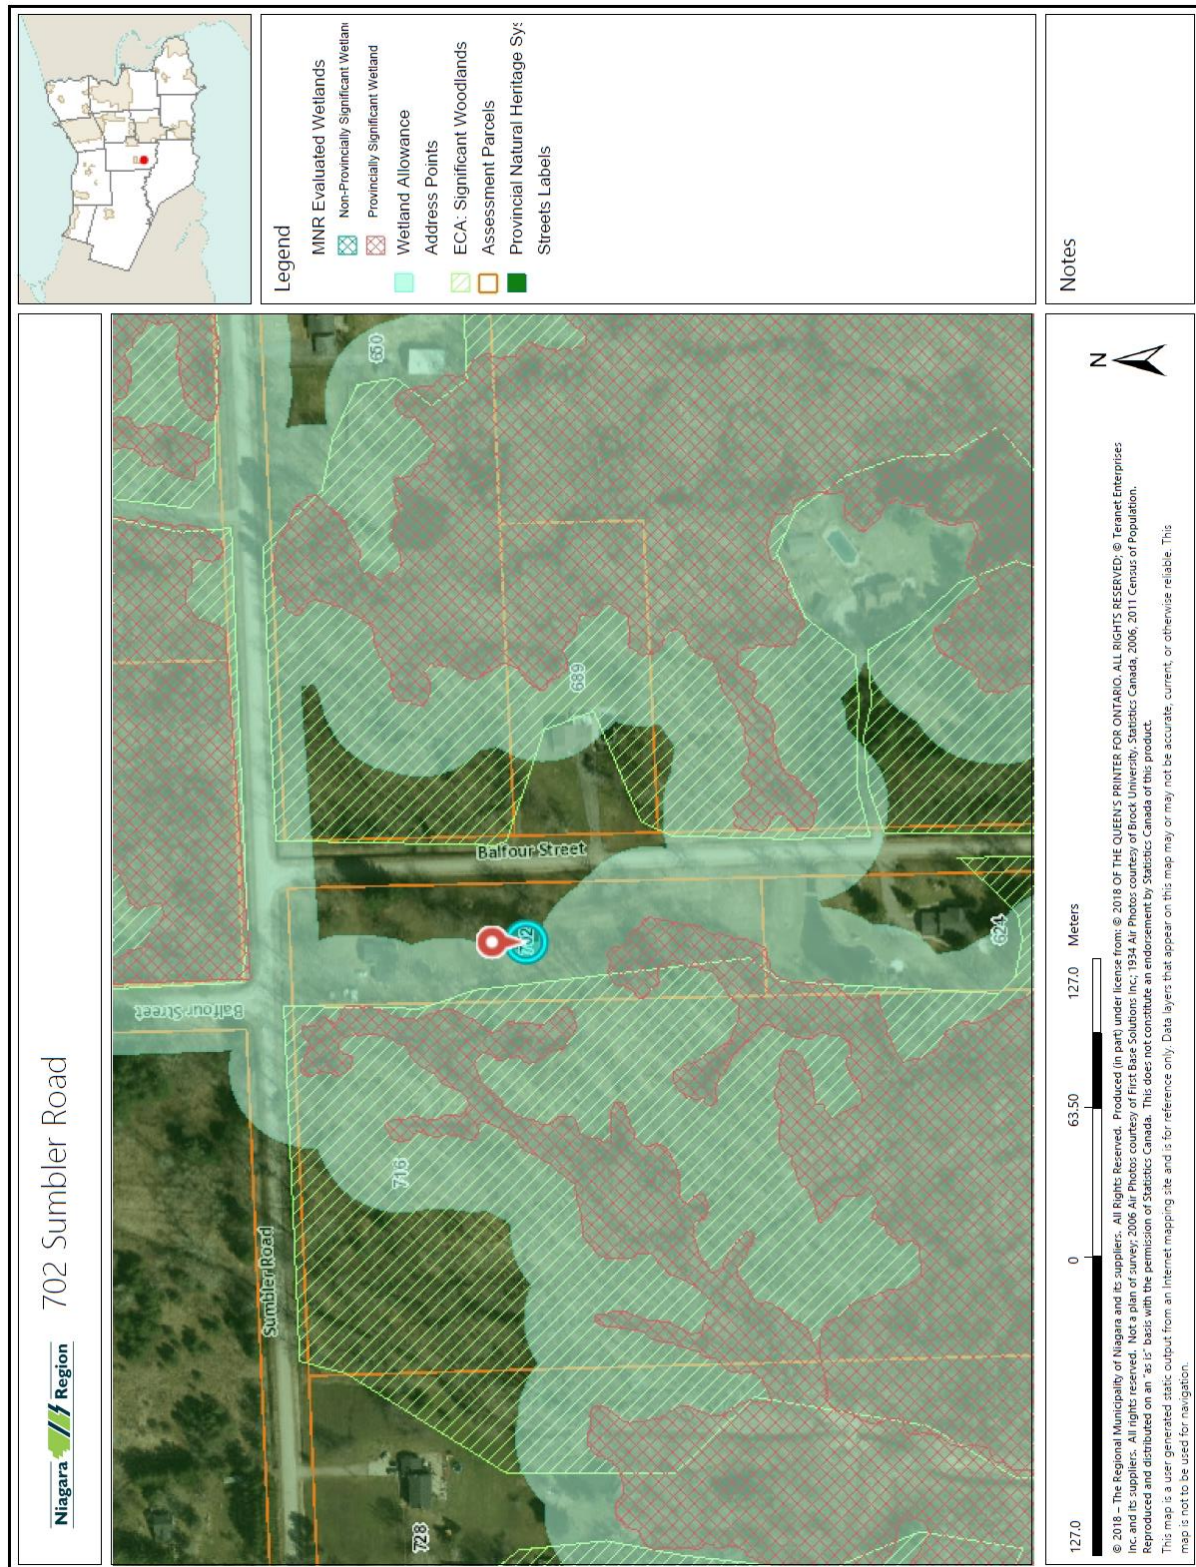 Niagara Region
702 Sumbler Road
Legend
MNR Evaluated Wetlands
Non-Provincially Significant Wetlan
Provincially Significant Wetland
Wetland Allowance
Address Points
ECA: Significant Woodlands
Assessment Parcels
Provincial Natural Heritage Sys
Streets Labels
Notes
Sumbler Road
Balfour Street
Balfour Street
728
716
702
689
650
624
127.0
0
63.50
127.0 Meters
N
© 2018 – The Regional Municipality of Niagara and its suppliers. All Rights Reserved. Produced (in part) under license from: © 2018 OF THE QUEEN'S PRINTER FOR ONTARIO. ALL RIGHTS RESERVED; © Teranet Enterprises
Inc. and its suppliers. All rights reserved. Not a plan of survey; 2006 Air Photos courtesy of First Base Solutions Inc.; 1934 Air Photos courtesy of Brock University. Statistics Canada, 2006, 2011 Census of Population.
Reproduced and distributed on an "as is" basis with the permission of Statistics Canada. This does not constitute an endorsement by Statistics Canada of this product.
This map is a user generated static output from an Internet mapping site and is for reference only. Data layers that appear on this map may or may not be accurate, current, or otherwise reliable. This
map is not to be used for navigation.